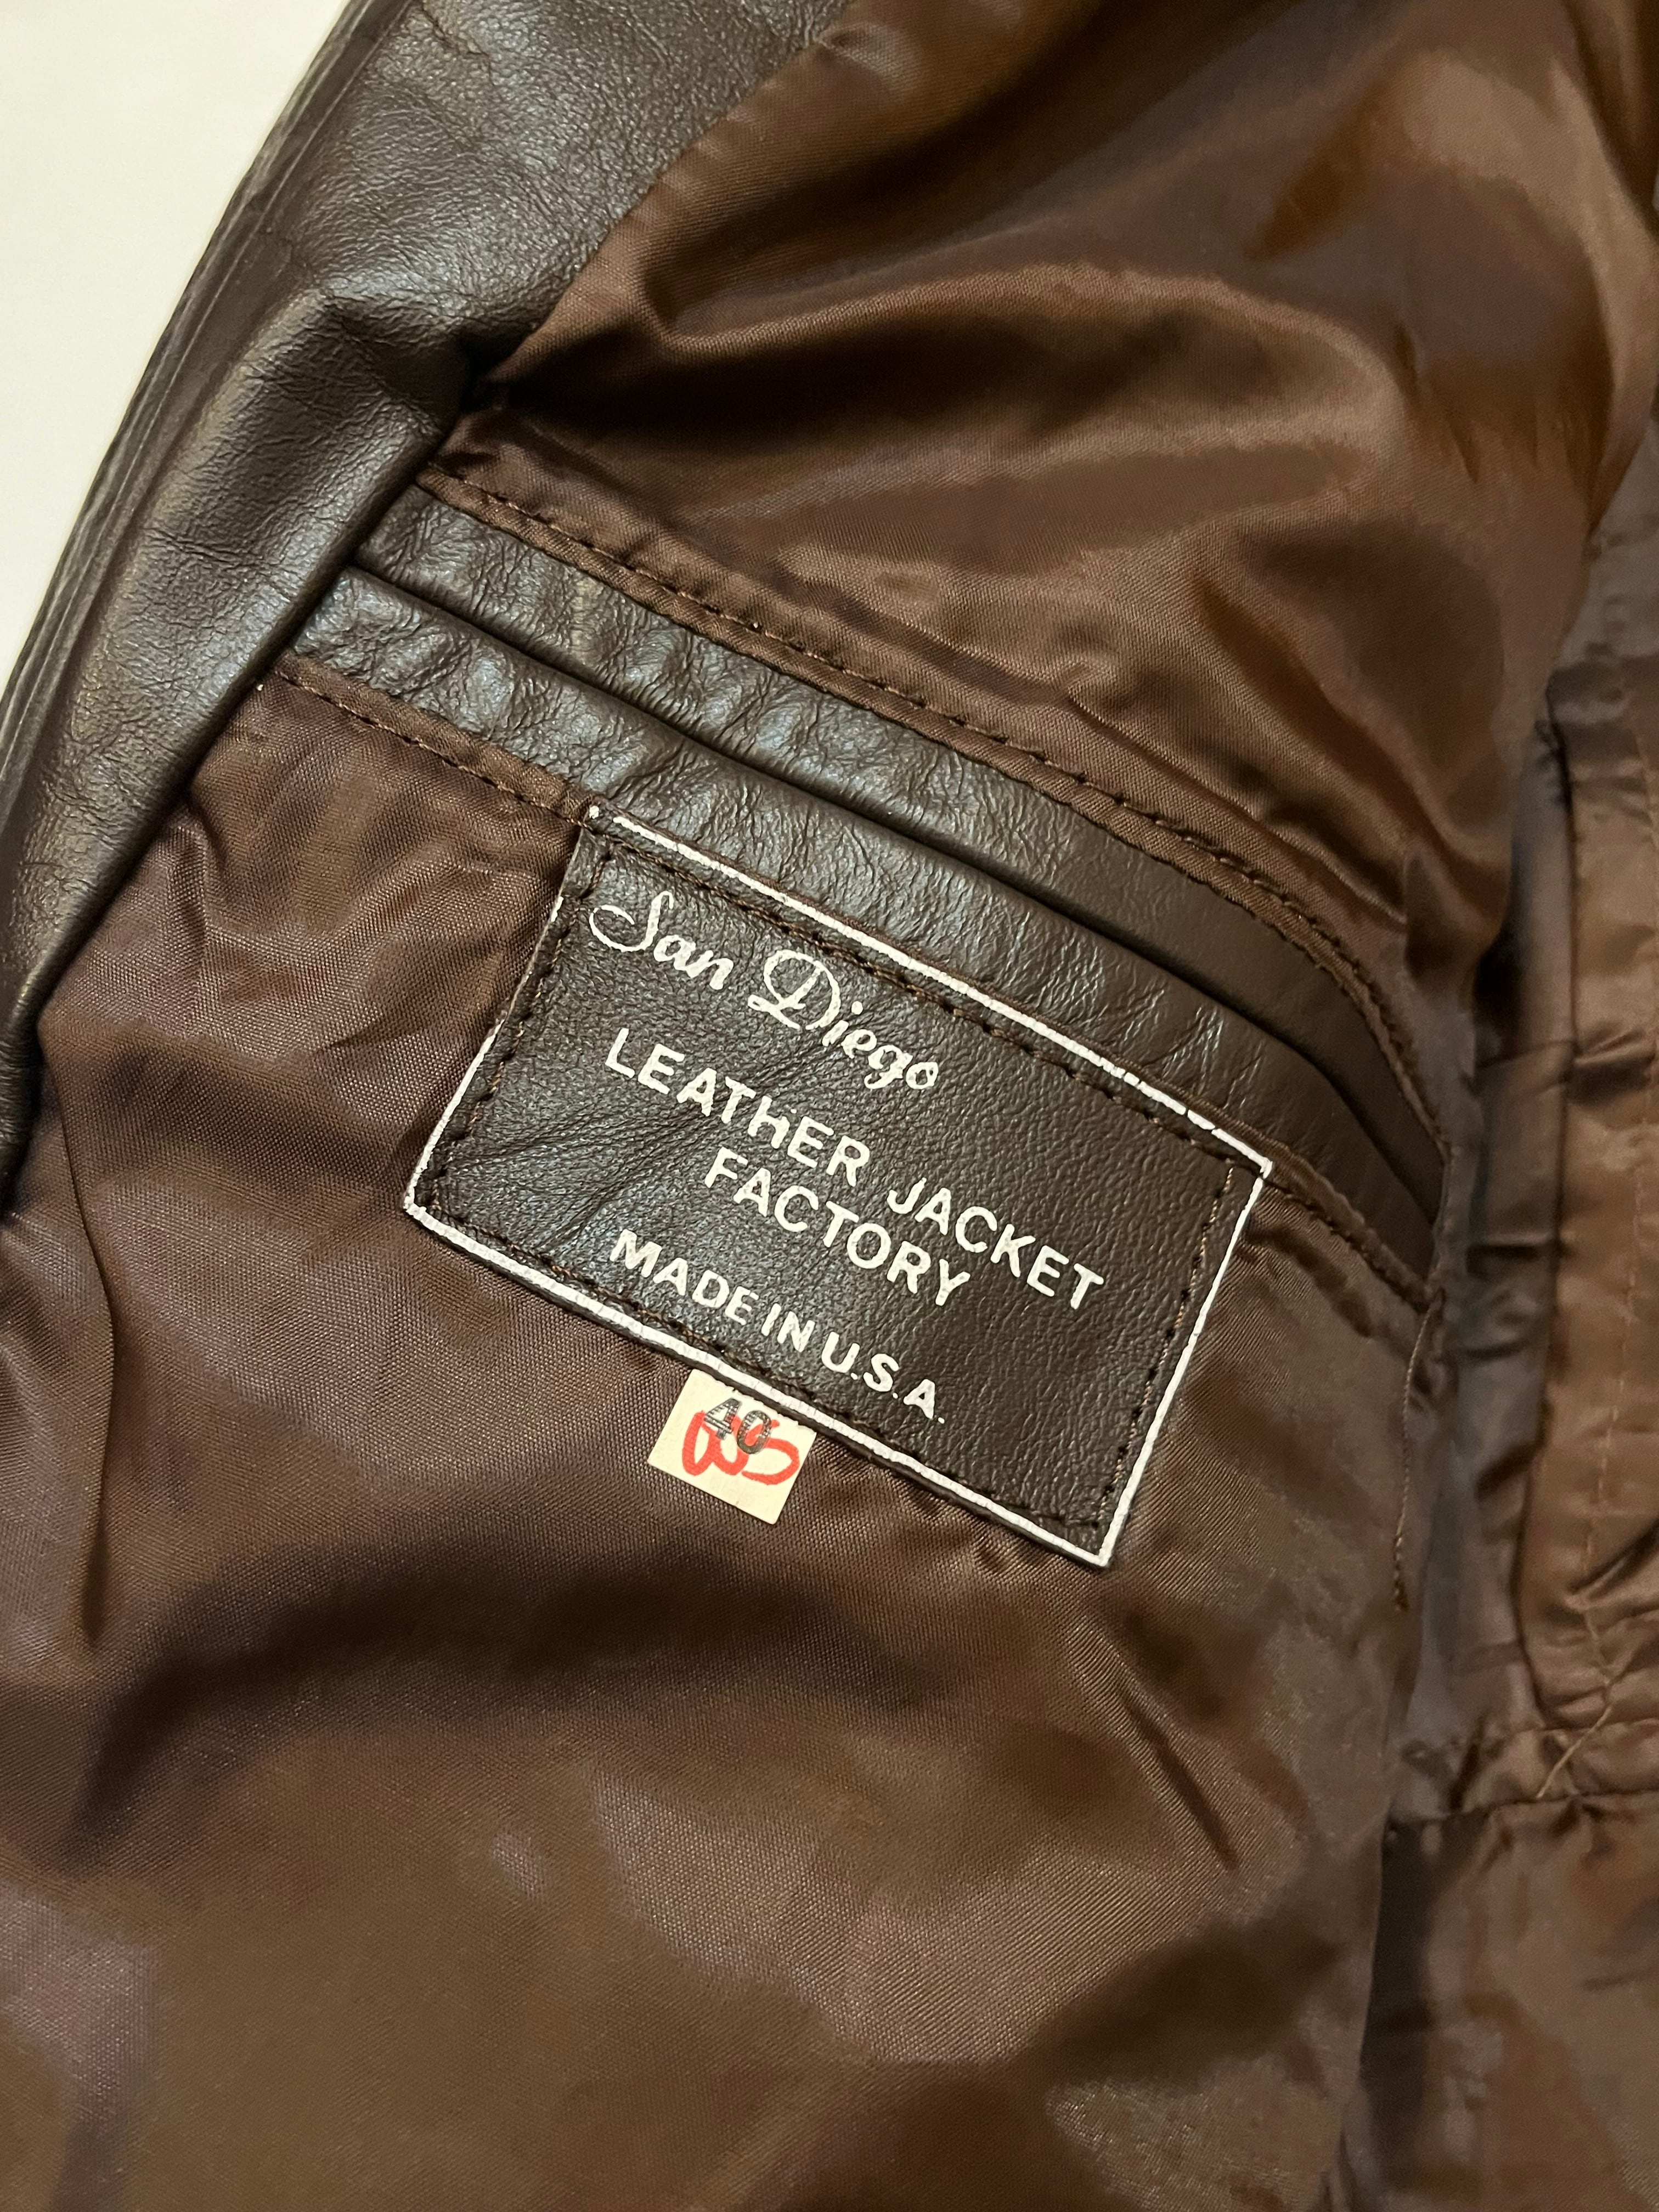 San Diego
LEATHER JACKET
FACTORY
MADE IN U.S.A.
40